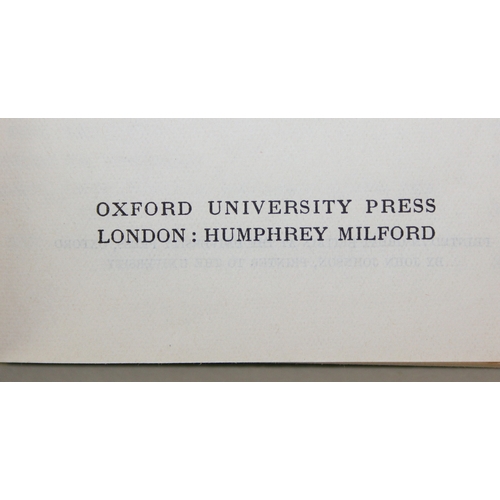 OXFORD UNIVERSITY PRESS
LONDON: HUMPHREY MILFORD